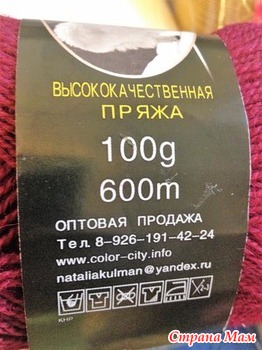 ВЫСОКОКАЧЕСТВЕННАЯ
ПРЯЖА
100g
600m
ОПТОВАЯ ПРОДАЖА
Тел. 8-926-191-42-24
www.color-city.info
nataliakulman@yandex.ru
КНР
Страна Мам